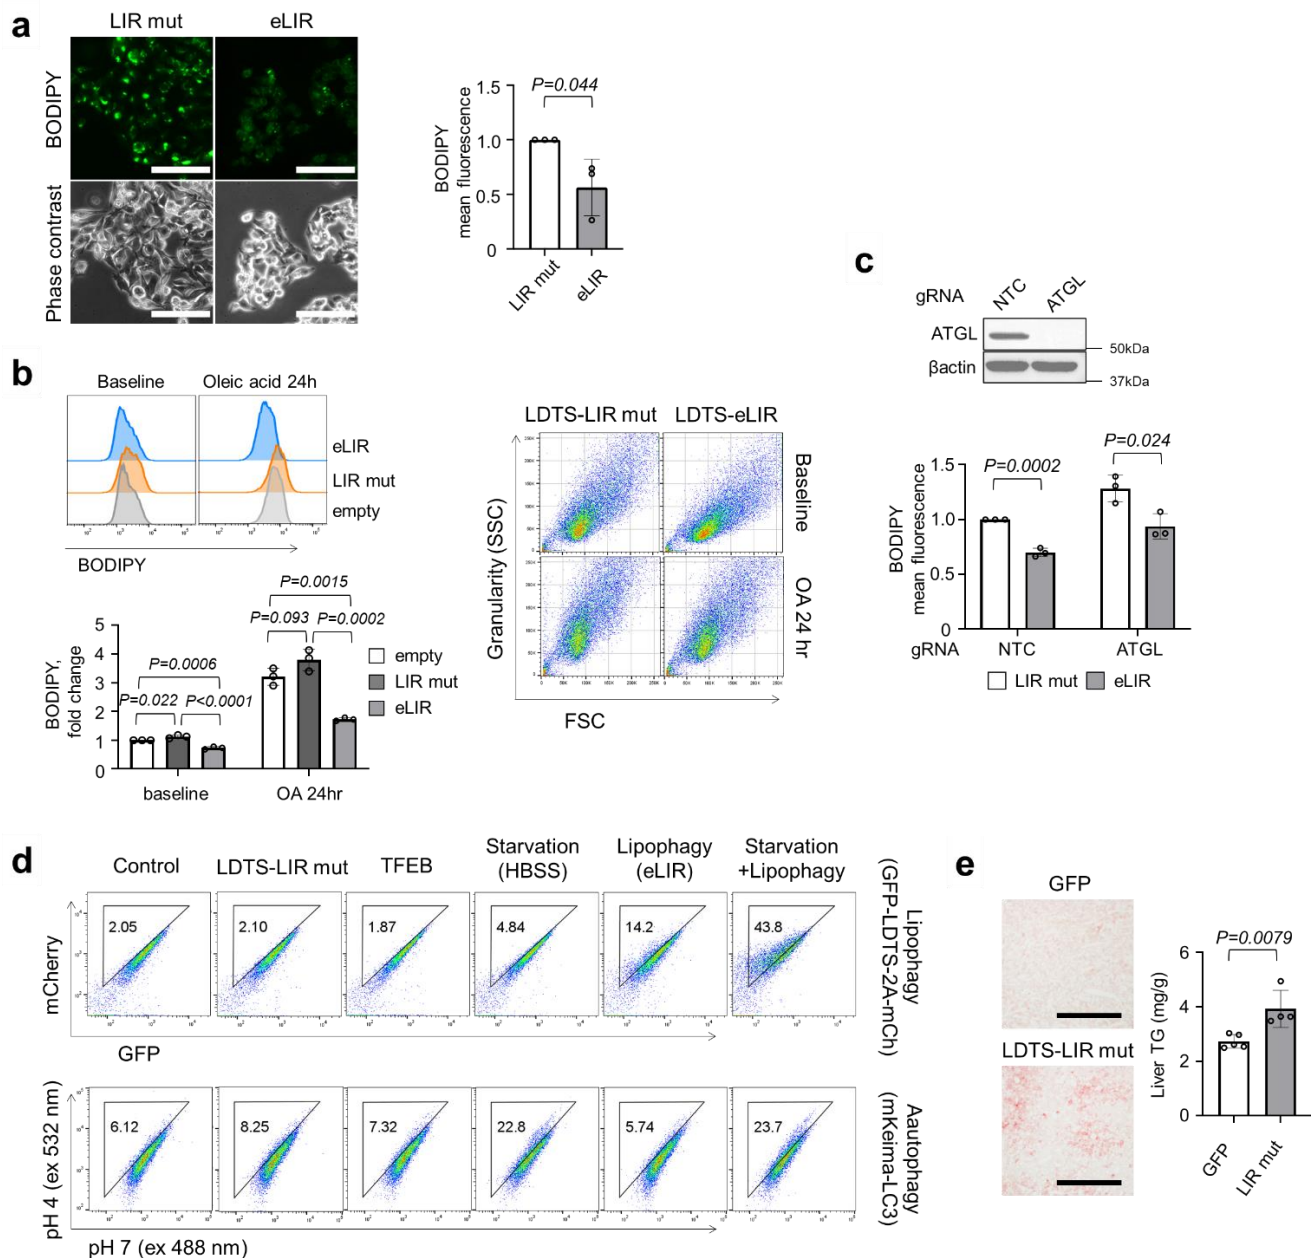 a
LIR mut
eLIR
BODIPY
Phase contrast
BODIPY
mean fluorescence
1.5
1.0
0.5
0
P=0.044
LIR mut
eLIR
b
Baseline
Oleic acid 24h
eLIR
LIR mut
empty
BODIPY
BODIPY,
fold change
5
4
3
2
1
0
P=0.0006
P=0.022
P<0.0001
P=0.0015
P=0.093
P=0.0002
empty
LIR mut
eLIR
baseline
OA 24hr
LDTS-LIR mut
LDTS-eLIR
Granularity (SSC)
Baseline
OA 24 hr
FSC
c
gRNA
NTC
ATGL
ATGL
50kDa
βactin
37kDa
BODIPY
mean fluorescence
1.5
1.0
0.5
0
P=0.0002
P=0.024
gRNA
NTC
ATGL
LIR mut
eLIR
d
Control
LDTS-LIR mut
TFEB
Starvation
(HBSS)
Lipophagy
(eLIR)
Starvation
+Lipophagy
mCherry
2.05
2.10
1.87
4.84
14.2
43.8
Lipophagy
(GFP-LDTS-2A-mCh)
GFP
pH 4 (ex 532 nm)
6.12
8.25
7.32
22.8
5.74
23.7
Aautophagy
(mKeima-LC3)
pH 7 (ex 488 nm)
e
GFP
LDTS-LIR mut
Liver TG (mg/g)
6
4
2
0
P=0.0079
GFP
LIR mut